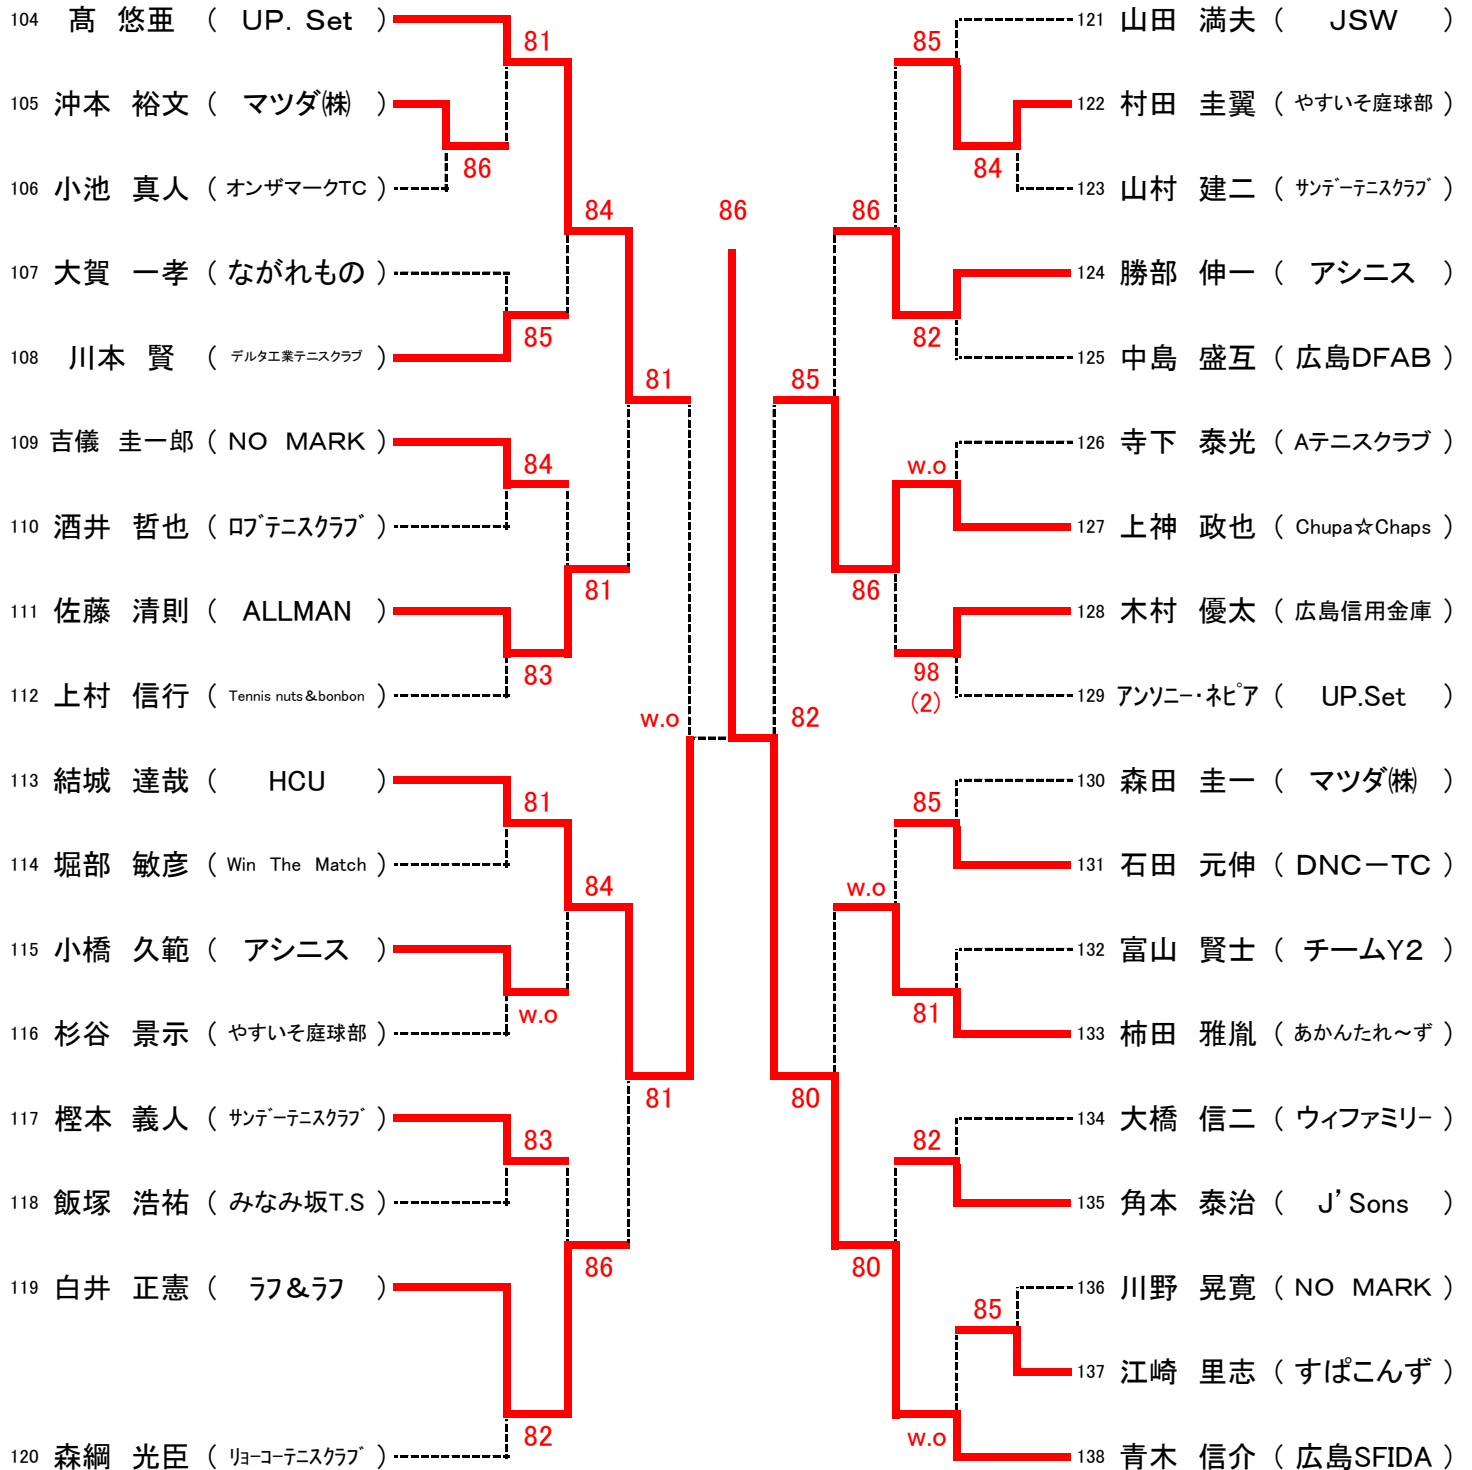 104 髙 悠亜 ( UP. Set )
81
105 沖本 裕文 ( マツダ㈱ )
86
106 小池 真人 ( オンザマークTC )
84
107 大賀 一孝 ( ながれもの )
85
108 川本 賢 ( デルタ工業テニスクラブ )
81
109 吉儀 圭一郎 ( NO MARK )
84
110 酒井 哲也 ( ロブテニスクラブ )
81
111 佐藤 清則 ( ALLMAN )
83
112 上村 信行 ( Tennis nuts&bonbon )
w.o
113 結城 達哉 ( HCU )
81
114 堀部 敏彦 ( Win The Match )
84
115 小橋 久範 ( アシニス )
w.o
116 杉谷 景示 ( やすいそ庭球部 )
81
117 樫本 義人 ( サンデーテニスクラブ )
83
118 飯塚 浩祐 ( みなみ坂T.S )
86
119 白井 正憲 ( ラフ&ラフ )
82
120 森綱 光臣 ( リョーコーテニスクラブ )
86
121 山田 満夫 ( JSW )
85
122 村田 圭翼 ( やすいそ庭球部 )
84
123 山村 建二 ( サンデーテニスクラブ )
86
124 勝部 伸一 ( アシニス )
82
125 中島 盛互 ( 広島DFAB )
85
126 寺下 泰光 ( Aテニスクラブ )
w.o
127 上神 政也 ( Chupa☆Chaps )
86
128 木村 優太 ( 広島信用金庫 )
98
(2)
129 アンソニー・ネピア ( UP.Set )
82
130 森田 圭一 ( マツダ㈱ )
85
131 石田 元伸 ( DNC-TC )
w.o
132 富山 賢士 ( チームY2 )
81
133 柿田 雅胤 ( あかんたれ~ず )
80
134 大橋 信二 ( ウィファミリー )
82
135 角本 泰治 ( J' Sons )
80
136 川野 晃寛 ( NO MARK )
85
137 江崎 里志 ( すぱこんず )
w.o
138 青木 信介 ( 広島SFIDA )